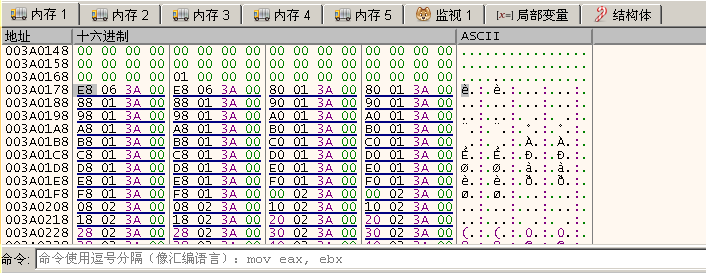 内存 1 内存 2 内存 3 内存 4 内存 5 监视 1 [x=] 局部变量 结构体
地址 十六进制 ASCII
003A0148 00 00 00 00 00 00 00 00 00 00 00 00 00 00 00 00 ................
003A0158 00 00 00 00 00 00 00 00 00 00 00 00 00 00 00 00 ................
003A0168 00 00 00 00 01 00 00 00 00 00 00 00 00 00 00 00 ................
003A0178 E8 06 3A 00 E8 06 3A 00 80 01 3A 00 80 01 3A 00 è.:.è.:...:...:.
003A0188 88 01 3A 00 88 01 3A 00 90 01 3A 00 90 01 3A 00 ..:...:...:...:.
003A0198 98 01 3A 00 98 01 3A 00 A0 01 3A 00 A0 01 3A 00
003A01A8 A8 01 3A 00 A8 01 3A 00 B0 01 3A 00 B0 01 3A 00
003A01B8 B8 01 3A 00 B8 01 3A 00 C0 01 3A 00 C0 01 3A 00 ¸.:.¸.:.À.:.À.:.
003A01C8 C8 01 3A 00 C8 01 3A 00 D0 01 3A 00 D0 01 3A 00 È.:.È.:.Ð.:.Ð.:.
003A01D8 D8 01 3A 00 D8 01 3A 00 E0 01 3A 00 E0 01 3A 00 Ø.:.Ø.:.à.:.à.:.
003A01E8 E8 01 3A 00 E8 01 3A 00 F0 01 3A 00 F0 01 3A 00 è.:.è.:.ð.:.ð.:.
003A01F8 F8 01 3A 00 F8 01 3A 00 00 02 3A 00 00 02 3A 00 ø.:.ø.:...:...:.
003A0208 08 02 3A 00 08 02 3A 00 10 02 3A 00 10 02 3A 00 ..:...:...:...:.
003A0218 18 02 3A 00 18 02 3A 00 20 02 3A 00 20 02 3A 00 ..:...:. .:. .:.
003A0228 28 02 3A 00 28 02 3A 00 30 02 3A 00 30 02 3A 00 (.:.(.:.0.:.0.:.
命令: 命令使用逗号分隔（像汇编语言）: mov eax, ebx